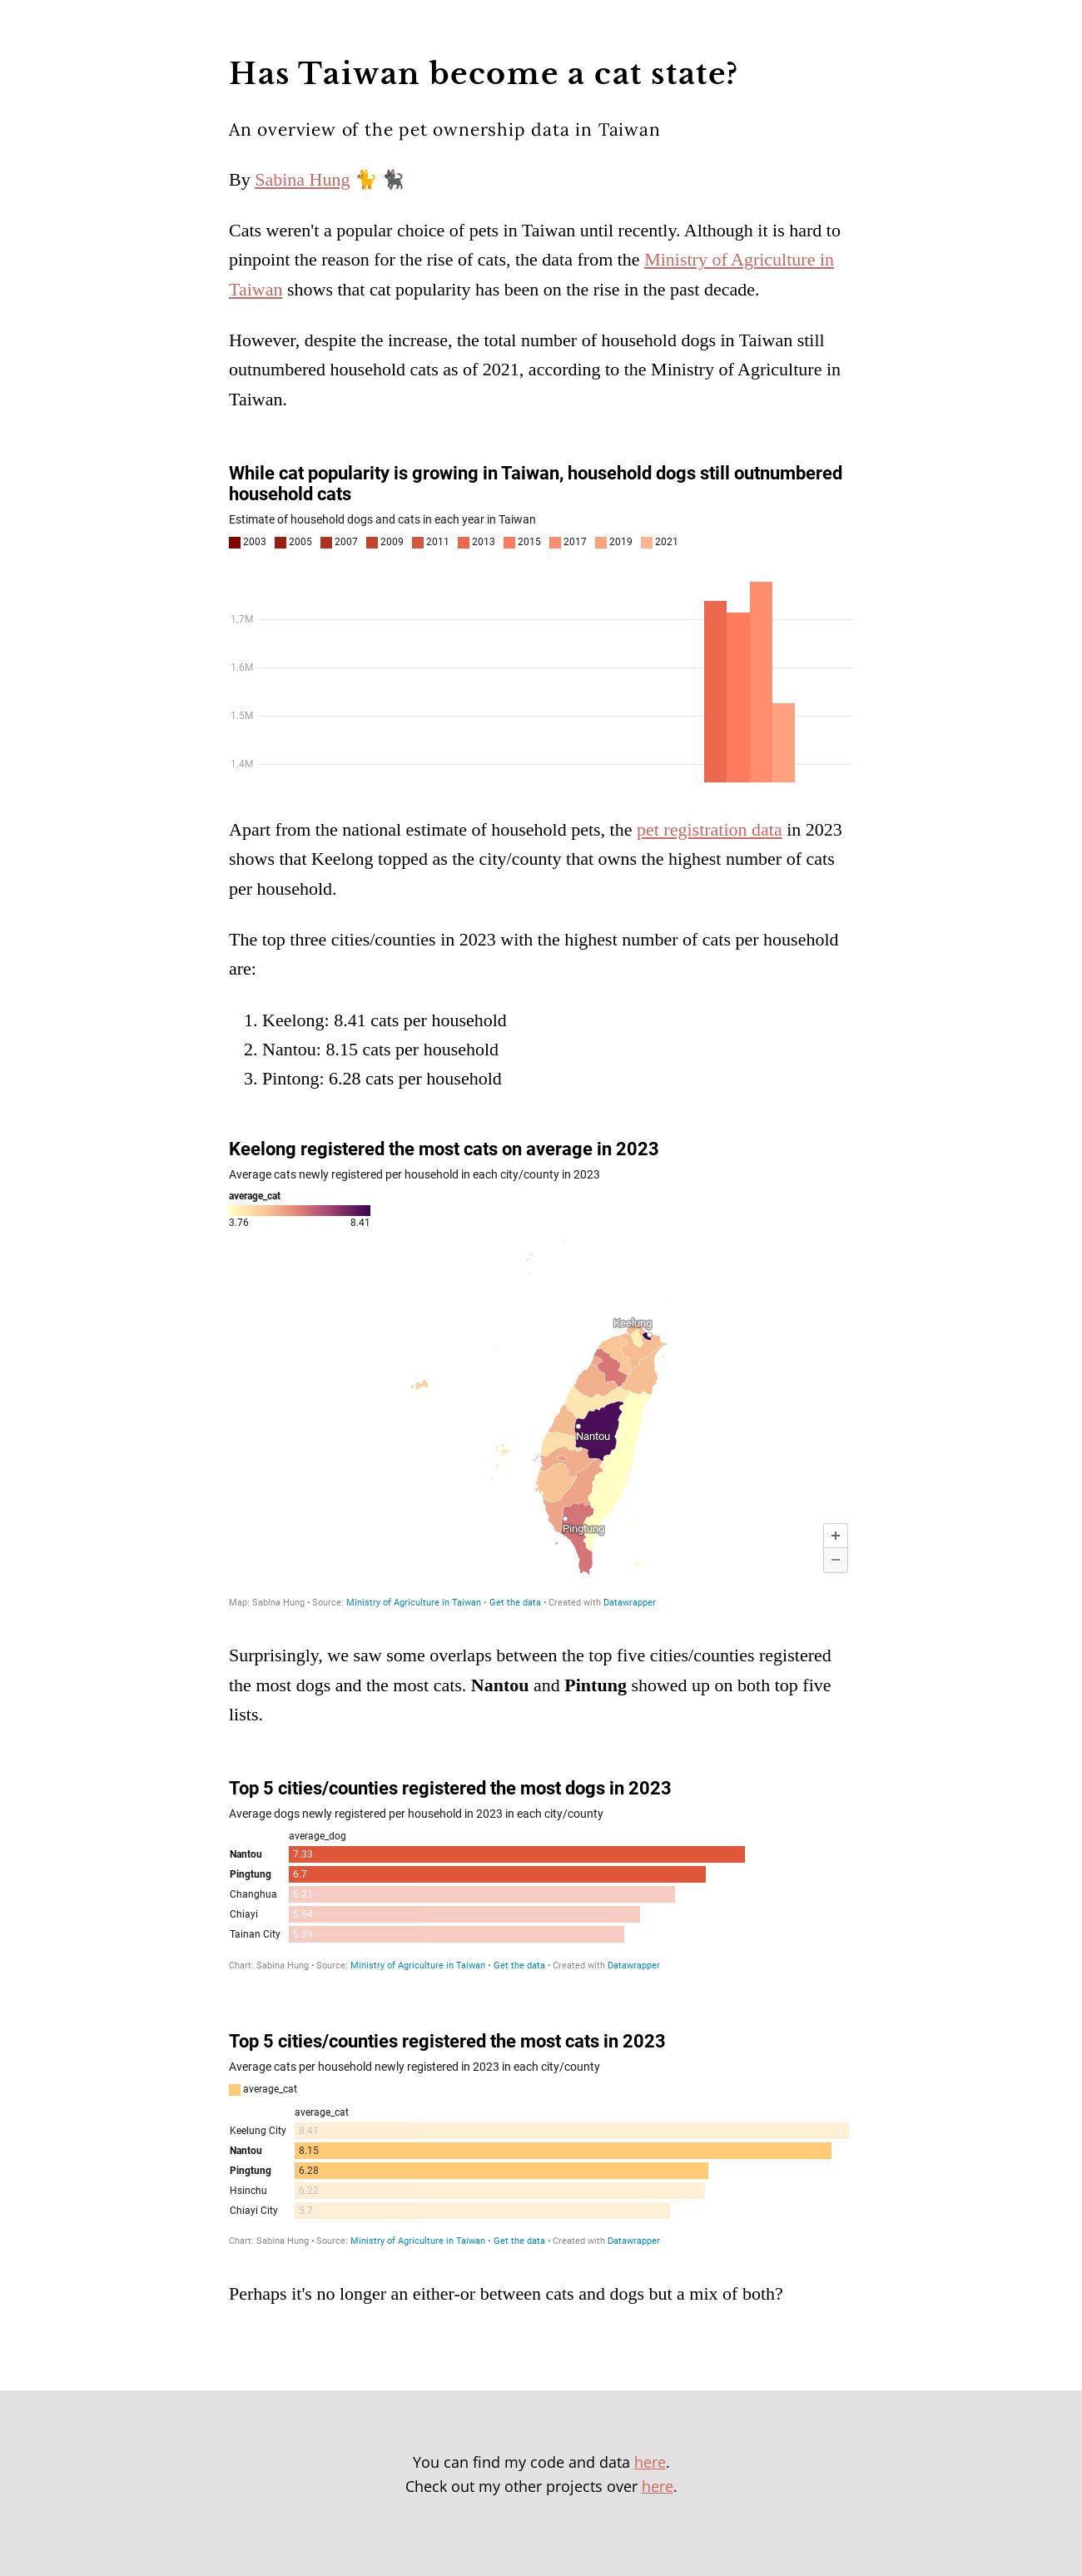 Has Taiwan become a cat state?
An overview of the pet ownership data in Taiwan
By Sabina Hung 🐈 🐈‍⬛
Cats weren't a popular choice of pets in Taiwan until recently. Although it is hard to
pinpoint the reason for the rise of cats, the data from the Ministry of Agriculture in
Taiwan shows that cat popularity has been on the rise in the past decade.
However, despite the increase, the total number of household dogs in Taiwan still
outnumbered household cats as of 2021, according to the Ministry of Agriculture in
Taiwan.
While cat popularity is growing in Taiwan, household dogs still outnumbered
household cats
Estimate of household dogs and cats in each year in Taiwan
2003 2005 2007 2009 2011 2013 2015 2017 2019 2021
1.7M
1.6M
1.5M
1.4M
Apart from the national estimate of household pets, the pet registration data in 2023
shows that Keelong topped as the city/county that owns the highest number of cats
per household.
The top three cities/counties in 2023 with the highest number of cats per household
are:
1. Keelong: 8.41 cats per household
2. Nantou: 8.15 cats per household
3. Pintong: 6.28 cats per household
Keelong registered the most cats on average in 2023
Average cats newly registered per household in each city/county in 2023
average_cat
3.76 8.41
Keelung
Nantou
Pingtung
+
−
Map: Sabina Hung • Source: Ministry of Agriculture in Taiwan • Get the data • Created with Datawrapper
Surprisingly, we saw some overlaps between the top five cities/counties registered
the most dogs and the most cats. Nantou and Pintung showed up on both top five
lists.
Top 5 cities/counties registered the most dogs in 2023
Average dogs newly registered per household in 2023 in each city/county
average_dog
Nantou 7.33
Pingtung 6.7
Changhua 6.21
Chiayi 5.64
Tainan City 5.39
Chart: Sabina Hung • Source: Ministry of Agriculture in Taiwan • Get the data • Created with Datawrapper
Top 5 cities/counties registered the most cats in 2023
Average cats per household newly registered in 2023 in each city/county
average_cat
average_cat
Keelung City 8.41
Nantou 8.15
Pingtung 6.28
Hsinchu 6.22
Chiayi City 5.7
Chart: Sabina Hung • Source: Ministry of Agriculture in Taiwan • Get the data • Created with Datawrapper
Perhaps it's no longer an either-or between cats and dogs but a mix of both?
You can find my code and data here.
Check out my other projects over here.